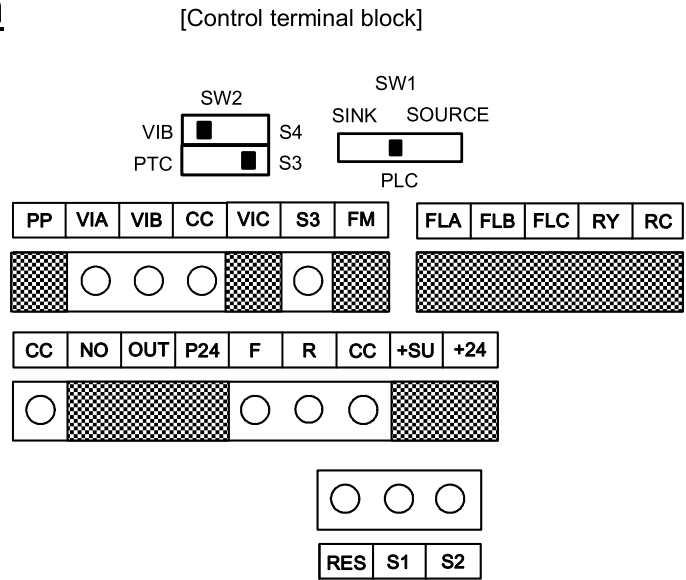 [Control terminal block]
SW2
SW1
SINK SOURCE
VIB S4
PTC S3
PLC
PP VIA VIB CC VIC S3 FM FLA FLB FLC RY RC
CC NO OUT P24 F R CC +SU +24
RES S1 S2